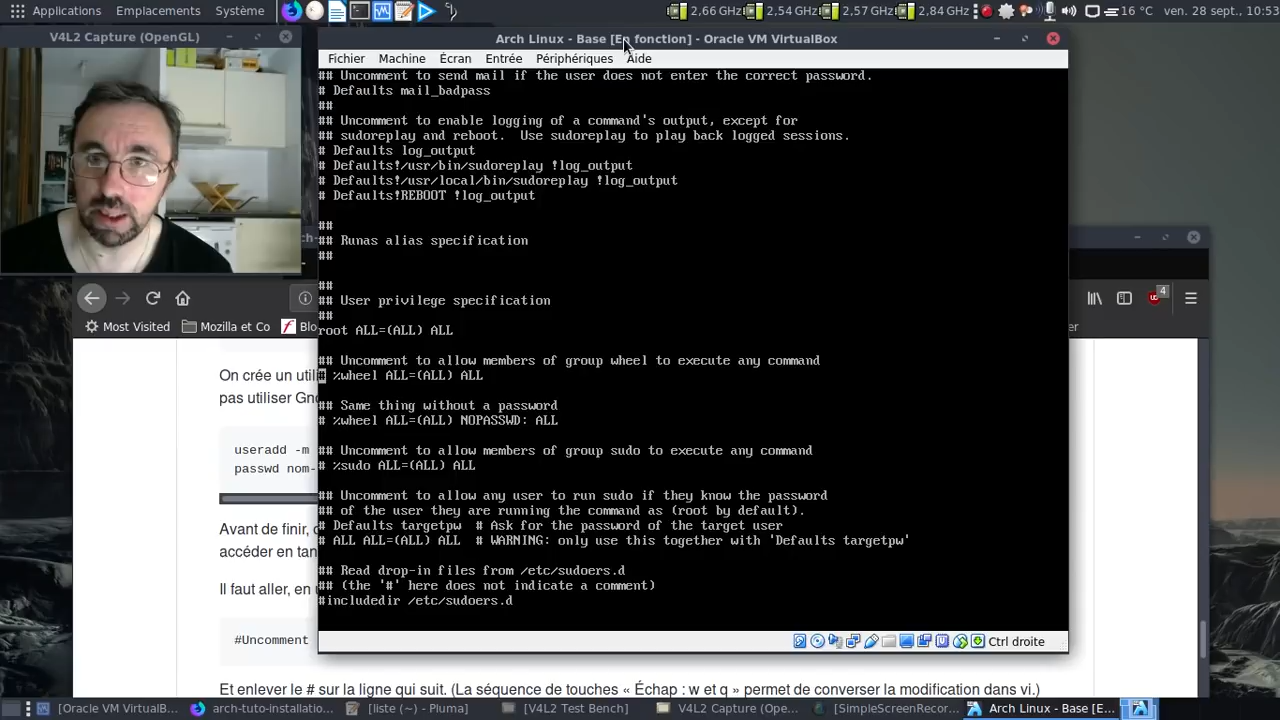 Applications Emplacements Système
2,66 GHz 2,54 GHz 2,57 GHz 2,84 GHz 16 °C ven. 28 sept., 10:53
V4L2 Capture (OpenGL)
Arch Linux - Base [En fonction] - Oracle VM VirtualBox
Fichier Machine Écran Entrée Périphériques Aide
## Uncomment to send mail if the user does not enter the correct password.
# Defaults mail_badpass
##
## Uncomment to enable logging of a command's output, except for
## sudoreplay and reboot.  Use sudoreplay to play back logged sessions.
# Defaults log_output
# Defaults!/usr/bin/sudoreplay !log_output
# Defaults!/usr/local/bin/sudoreplay !log_output
# Defaults!REBOOT !log_output
##
## Runas alias specification
##
##
## User privilege specification
##
root ALL=(ALL) ALL
## Uncomment to allow members of group wheel to execute any command
# %wheel ALL=(ALL) ALL
## Same thing without a password
# %wheel ALL=(ALL) NOPASSWD: ALL
## Uncomment to allow members of group sudo to execute any command
# %sudo ALL=(ALL) ALL
## Uncomment to allow any user to run sudo if they know the password
## of the user they are running the command as (root by default).
# Defaults targetpw  # Ask for the password of the target user
# ALL ALL=(ALL) ALL  # WARNING: only use this together with 'Defaults targetpw'
## Read drop-in files from /etc/sudoers.d
## (the '#' here does not indicate a comment)
#includedir /etc/sudoers.d
Ctrl droite
4
Most Visited Mozilla et Co Blo
On crée un util
pas utiliser Gno
useradd -m
passwd nom-
Avant de finir,
accéder en tan
Il faut aller, en
#Uncomment
Et enlever le # sur la ligne qui suit. (La séquence de touches « Échap : w et q » permet de converser la modification dans vi.)
[Oracle VM VirtualB... arch-tuto-installatio... [liste (~) - Pluma] [V4L2 Test Bench] V4L2 Capture (Ope... [SimpleScreenRecor... Arch Linux - Base [E...